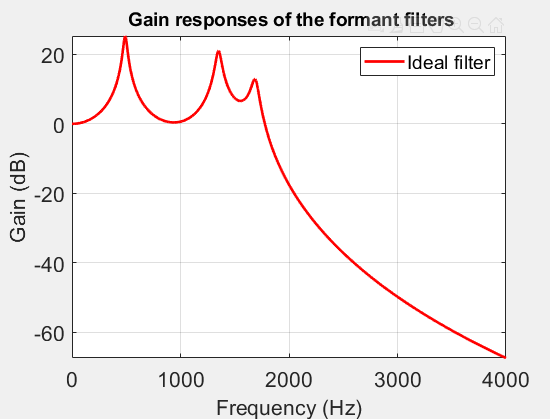 Gain responses of the formant filters
Ideal filter
Gain (dB)
20
0
-20
-40
-60
0 1000 2000 3000 4000
Frequency (Hz)